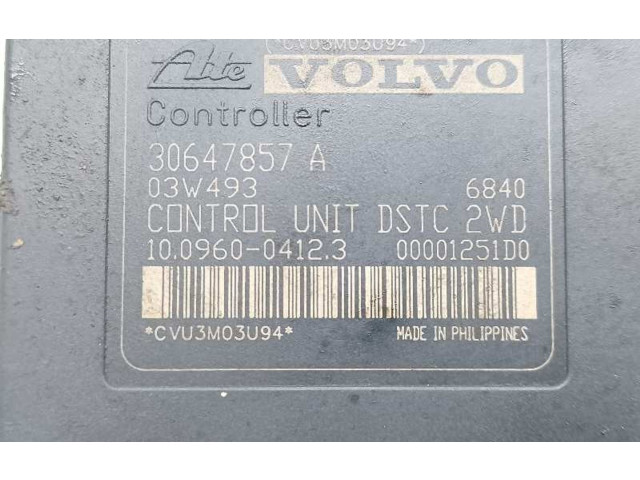 (*CVU3M03U94*)
Ate VOLVO
Controller
30647857 A
03W493 6840
CONTROL UNIT DSTC 2WD
10.0960-0412.3 00001251D0
*CVU3M03U94* MADE IN PHILIPPINES